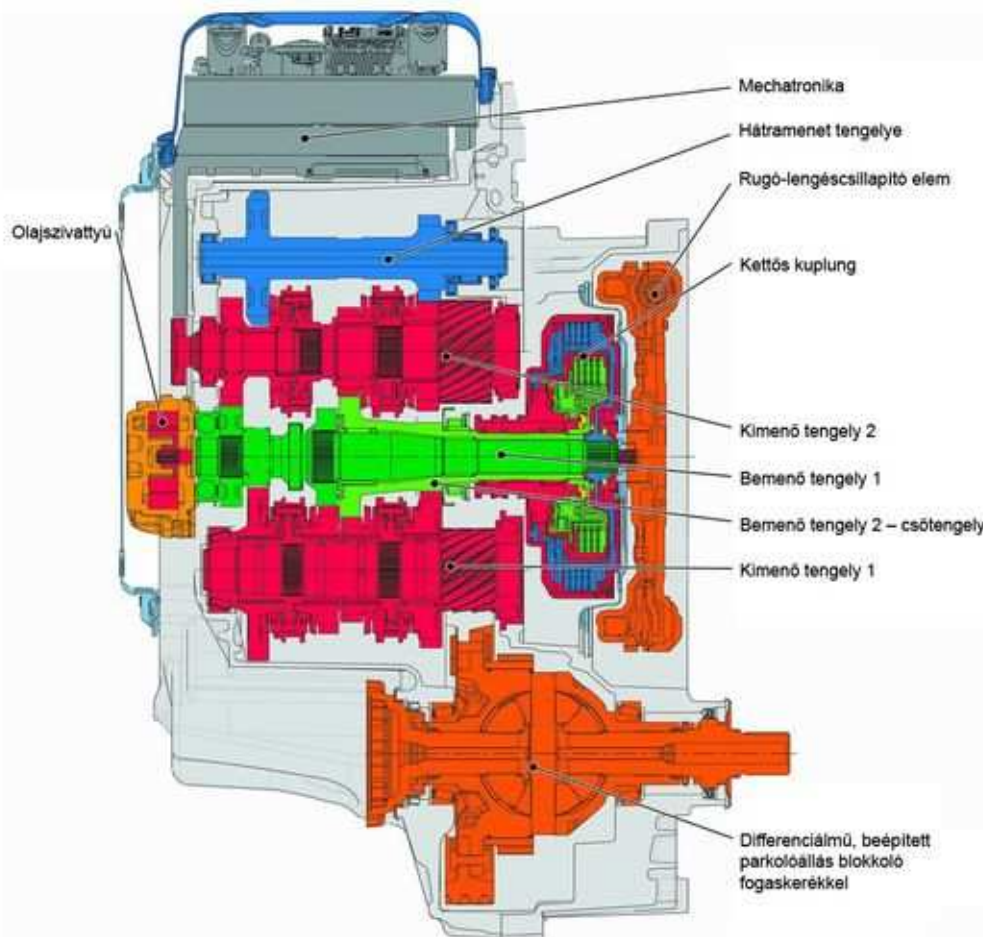 Mechatronika
Hátramenet tengelye
Rugó-lengéscsillapító elem
Olajszivattyú
Kettős kuplung
Kimenő tengely 2
Bemenő tengely 1
Bemenő tengely 2 – csőtengely
Kimenő tengely 1
Differenciálmű, beépített
parkolóállás blokkoló
fogaskerékkel